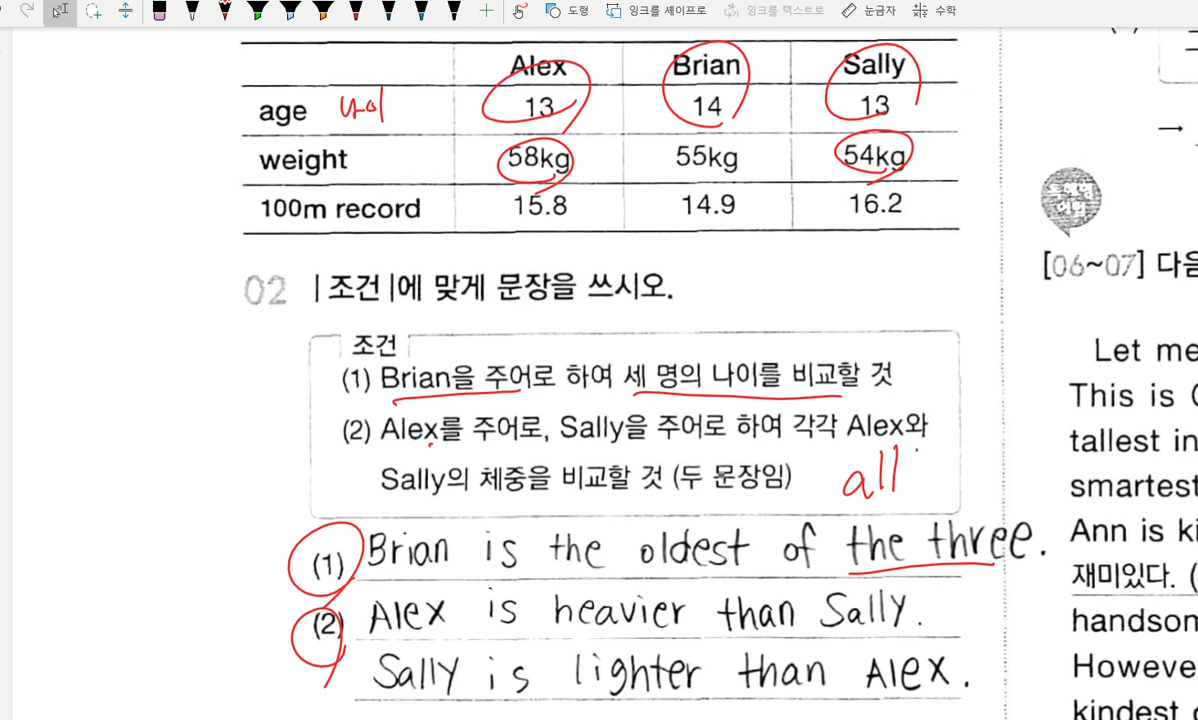 도형 잉크를 셰이프로 잉크를 텍스트로 눈금자 수학
Alex Brian Sally
age 나이 13 14 13
weight 58kg 55kg 54kg
100m record 15.8 14.9 16.2
02 |조건|에 맞게 문장을 쓰시오.
조건
(1) Brian을 주어로 하여 세 명의 나이를 비교할 것
(2) Alex를 주어로, Sally을 주어로 하여 각각 Alex와
Sally의 체중을 비교할 것 (두 문장임)
all
(1) Brian is the oldest of the three.
(2) Alex is heavier than Sally.
Sally is lighter than Alex.
→
독해형
어법
[06~07] 다음
Let me
This is
tallest in
smartest
Ann is ki
재미있다. (
handsom
Howeve
kindest